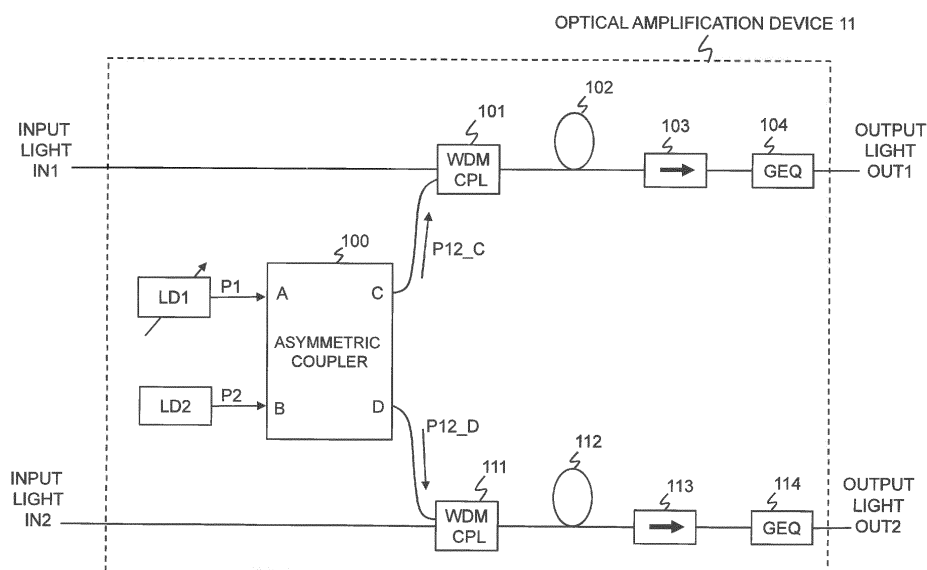 OPTICAL AMPLIFICATION DEVICE 11
INPUT
LIGHT
IN1
101
WDM
CPL
102
103
104
GEQ
OUTPUT
LIGHT
OUT1
P12_C
100
LD1
P1
A
C
ASYMMETRIC
COUPLER
LD2
P2
B
D
P12_D
INPUT
LIGHT
IN2
111
WDM
CPL
112
113
114
GEQ
OUTPUT
LIGHT
OUT2